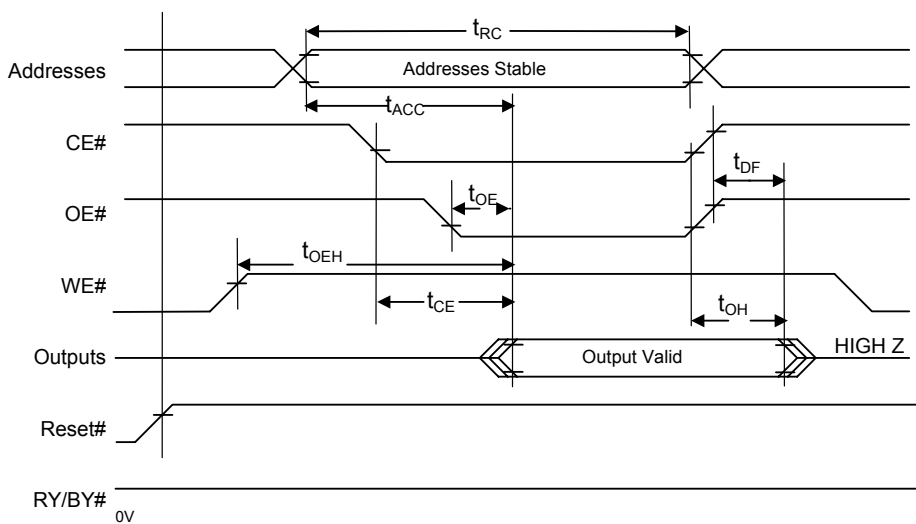 tRC
Addresses
Addresses Stable
tACC
CE#
tDF
OE#
tOE
tOEH
WE#
tCE
tOH
Outputs
Output Valid
HIGH Z
Reset#
RY/BY#
0V